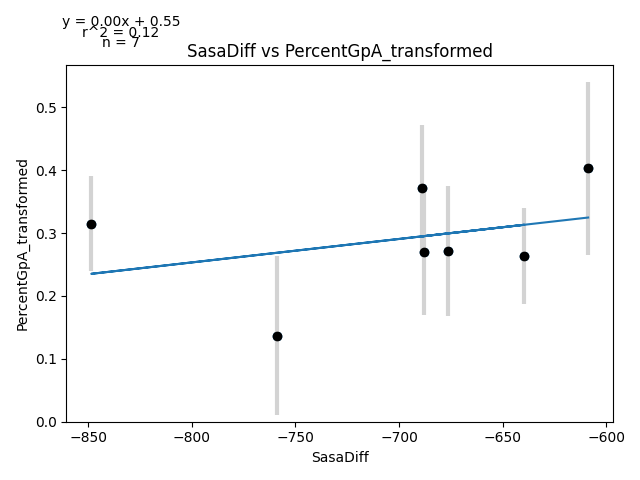 y = 0.00x + 0.55
r^2 = 0.12
n = 7
SasaDiff vs PercentGpA_transformed
PercentGpA_transformed
0.5
0.4
0.3
0.2
0.1
0.0
−850
−800
−750
−700
−650
−600
SasaDiff